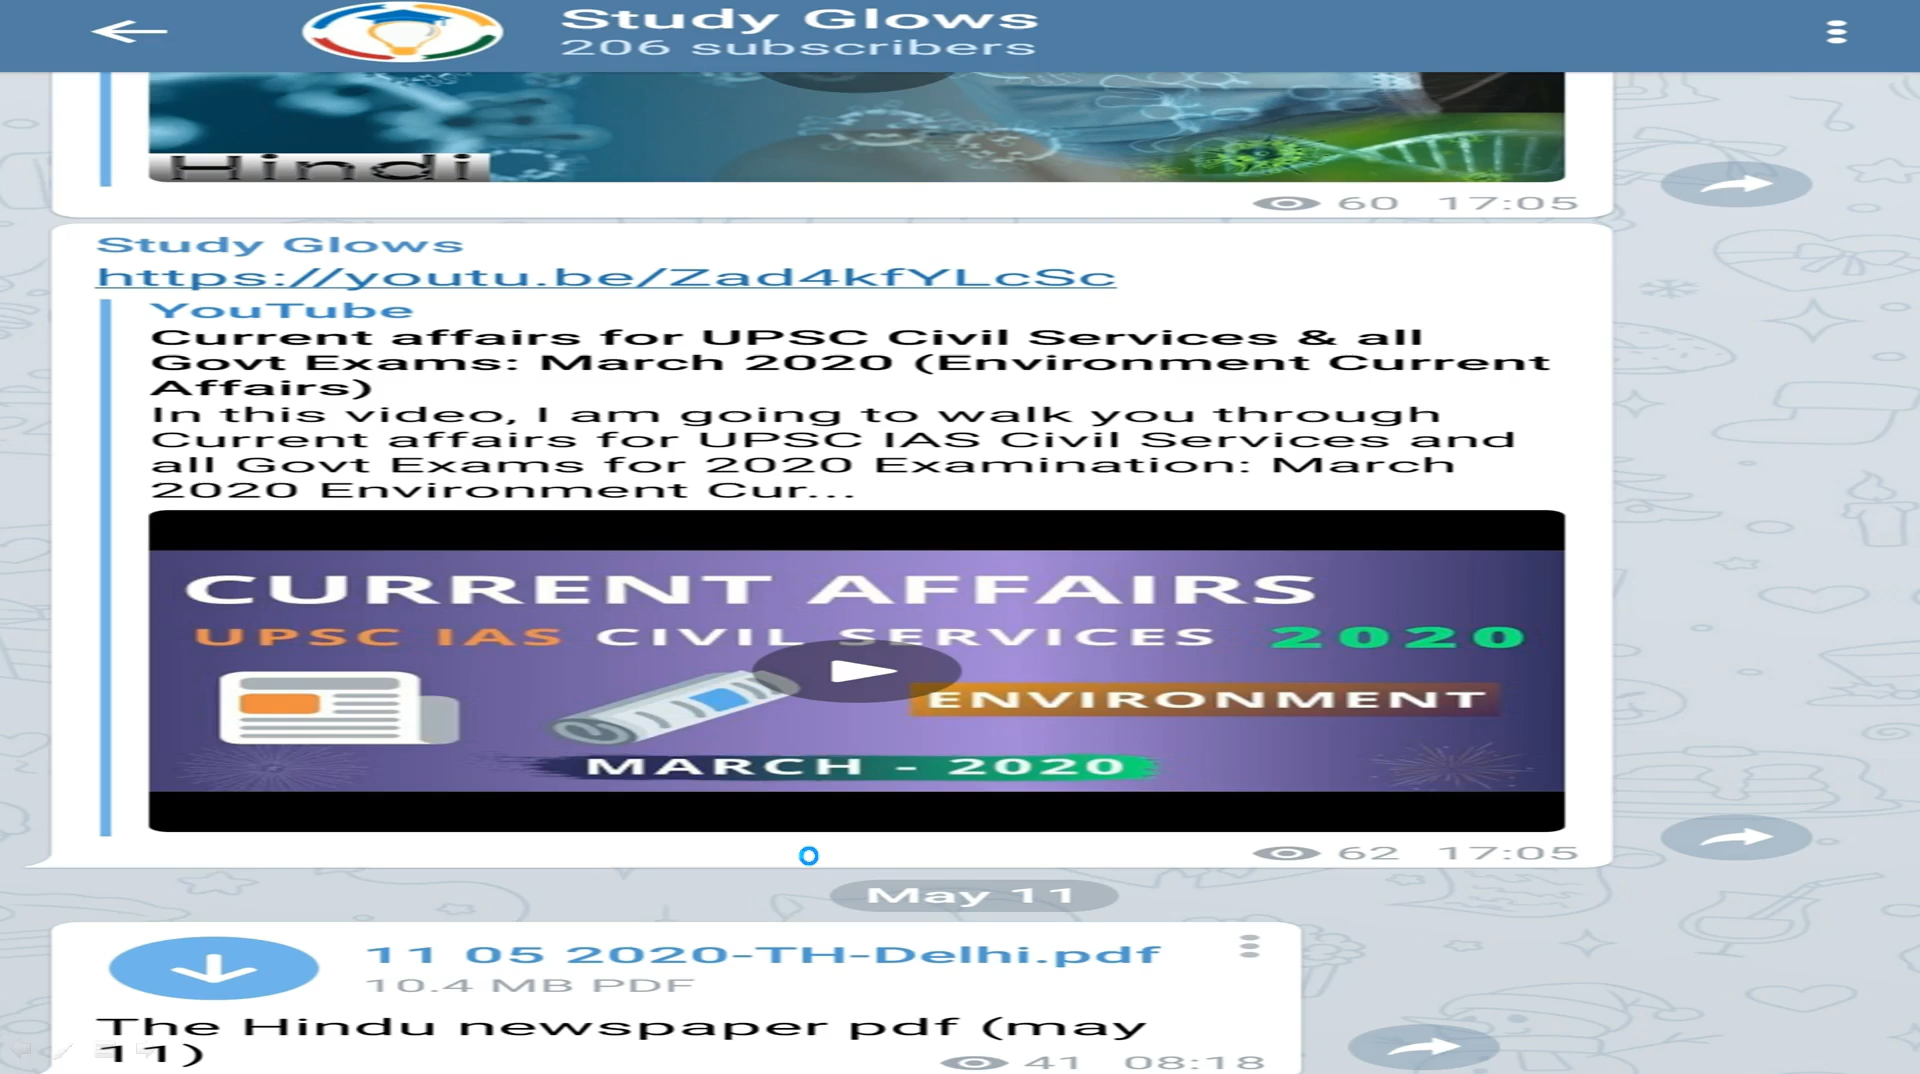 Study Glows
206 subscribers
Hindi
60 17:05
Study Glows
https://youtu.be/Zad4kfYLcSc
YouTube
Current affairs for UPSC Civil Services & all
Govt Exams: March 2020 (Environment Current
Affairs)
In this video, I am going to walk you through
Current affairs for UPSC IAS Civil Services and
all Govt Exams for 2020 Examination: March
2020 Environment Cur...
CURRENT AFFAIRS
UPSC IAS CIVIL SERVICES 2020
ENVIRONMENT
MARCH - 2020
62 17:05
May 11
11 05 2020-TH-Delhi.pdf
10.4 MB PDF
The Hindu newspaper pdf (may
11)
41 08:18